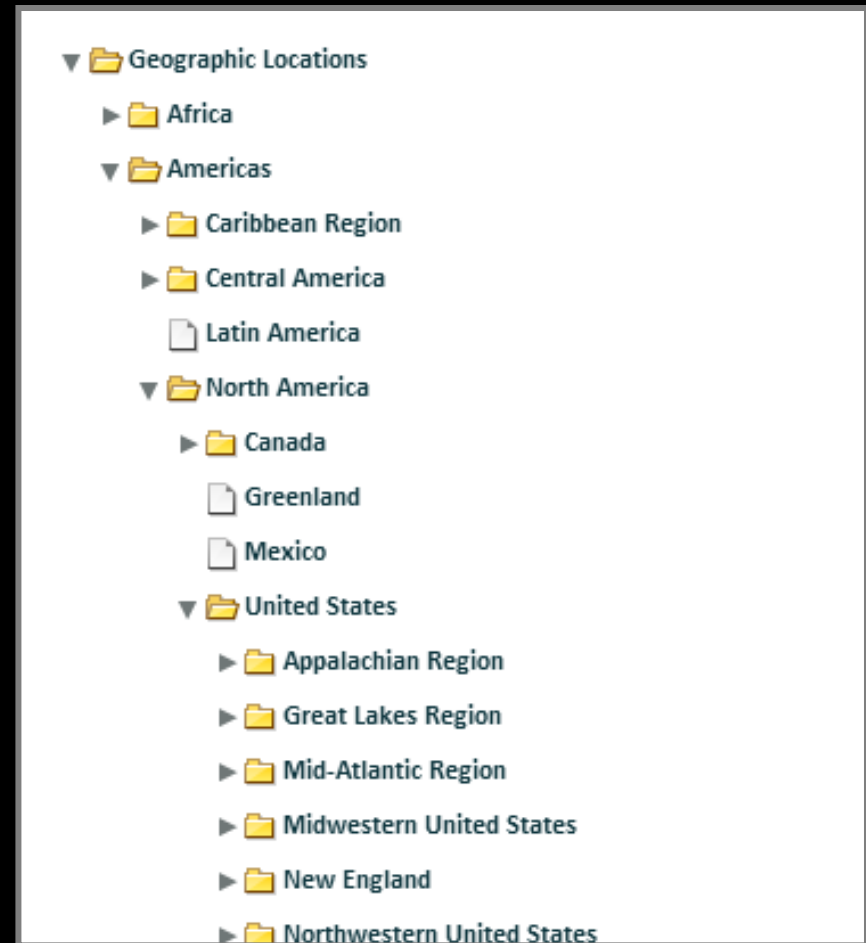 Geographic Locations
Africa
Americas
Caribbean Region
Central America
Latin America
North America
Canada
Greenland
Mexico
United States
Appalachian Region
Great Lakes Region
Mid-Atlantic Region
Midwestern United States
New England
Northwestern United States